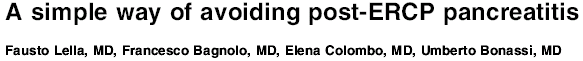 A simple way of avoiding post-ERCP pancreatitis
Fausto Lella, MD, Francesco Bagnolo, MD, Elena Colombo, MD, Umberto Bonassi, MD